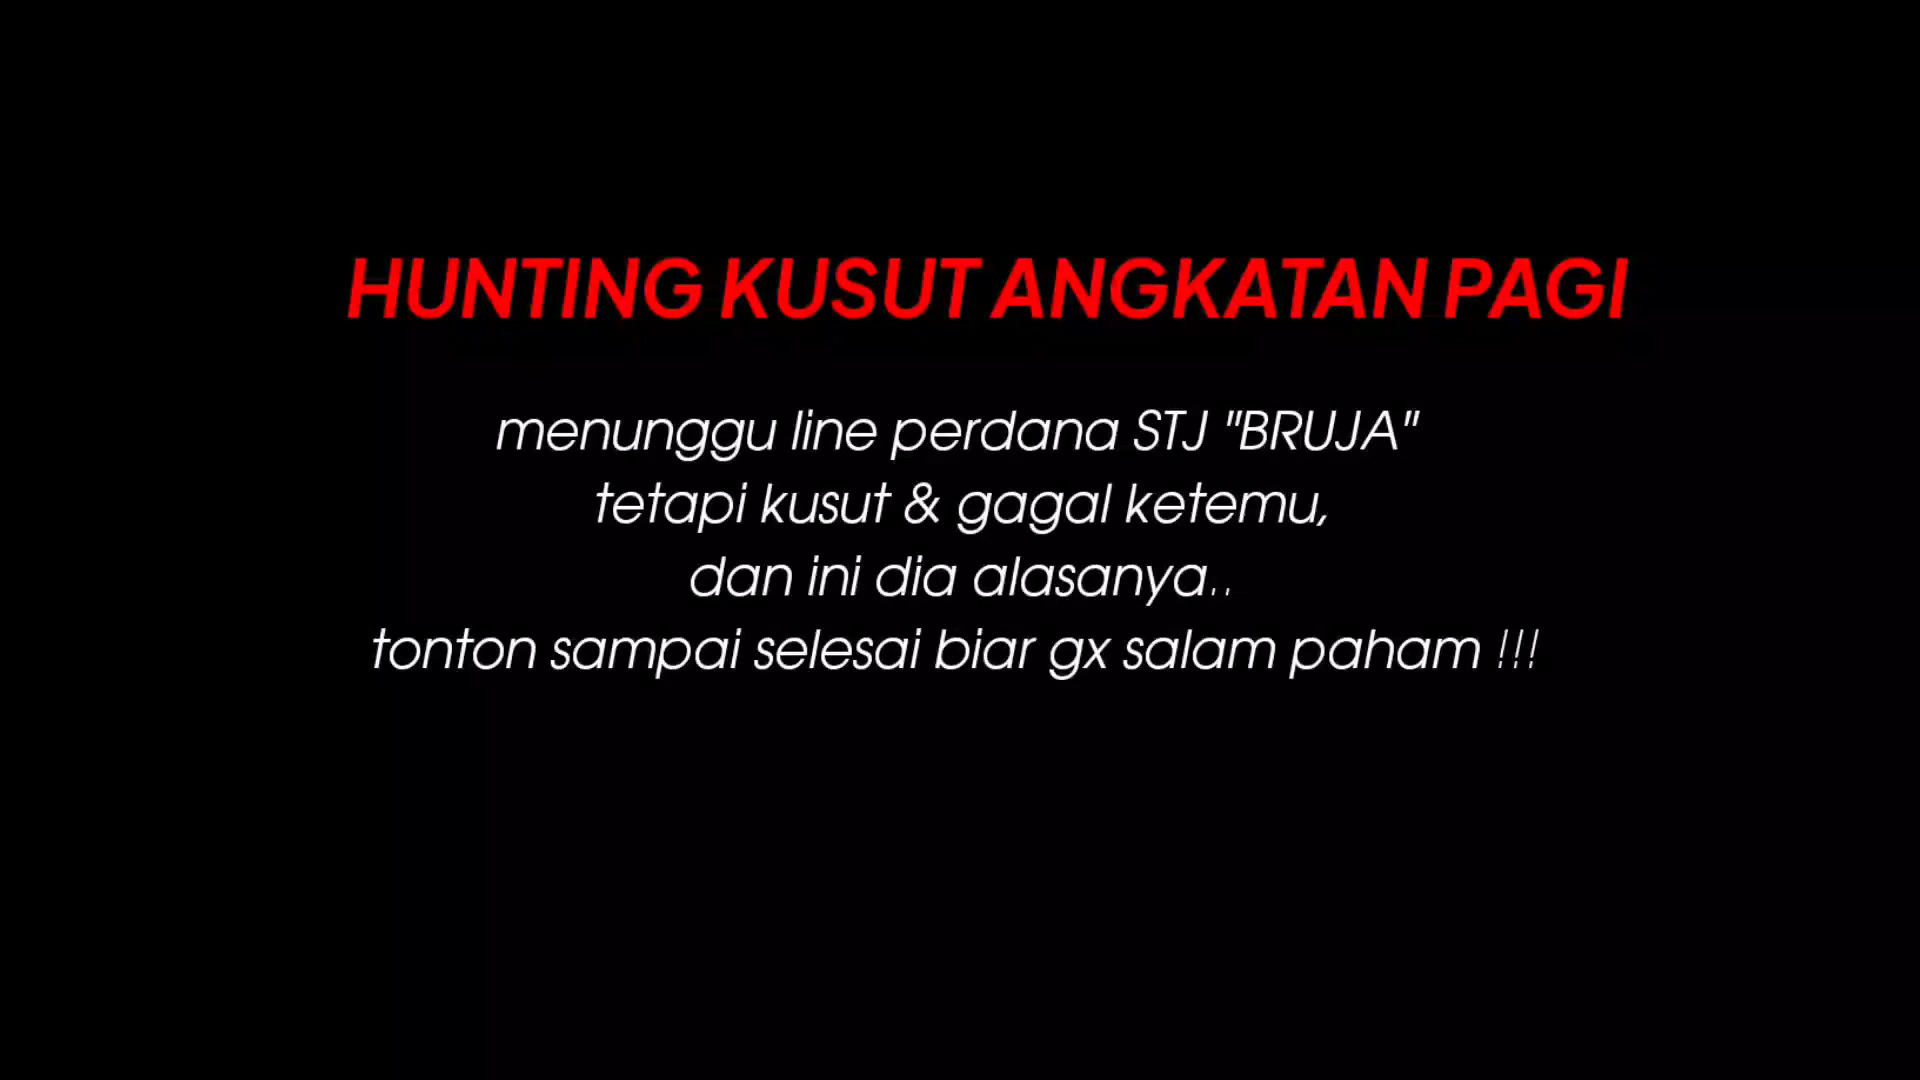 HUNTING KUSUT ANGKATAN PAGI
menunggu line perdana STJ "BRUJA"
tetapi kusut & gagal ketemu,
dan ini dia alasanya..
tonton sampai selesai biar gx salam paham !!!